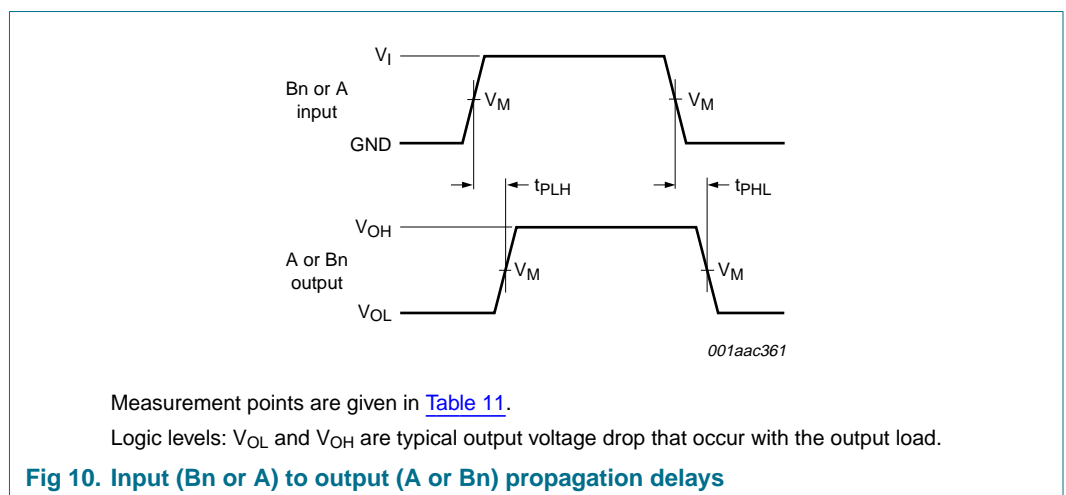 VI
Bn or A
input
VM
VM
GND
tPLH
tPHL
VOH
A or Bn
output
VM
VM
VOL
001aac361
Measurement points are given in Table 11.
Logic levels: VOL and VOH are typical output voltage drop that occur with the output load.
Fig 10. Input (Bn or A) to output (A or Bn) propagation delays